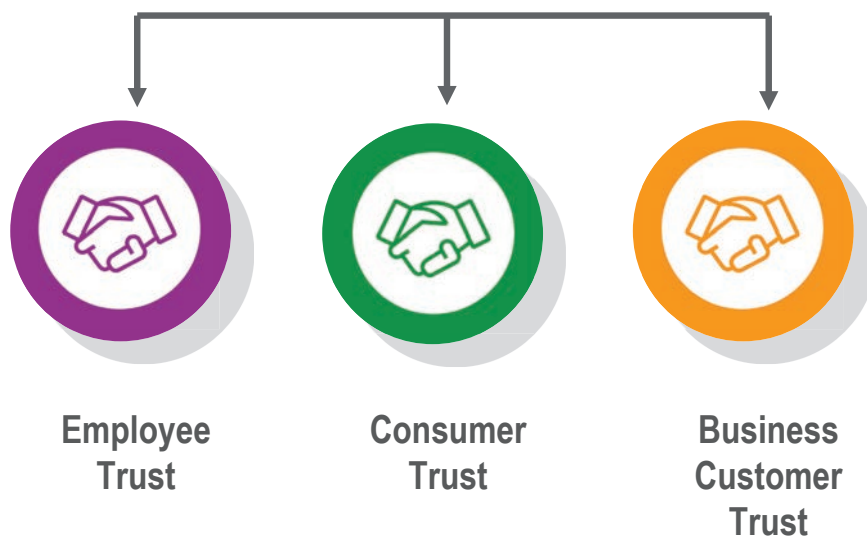 Employee
Trust
Consumer
Trust
Business
Customer
Trust